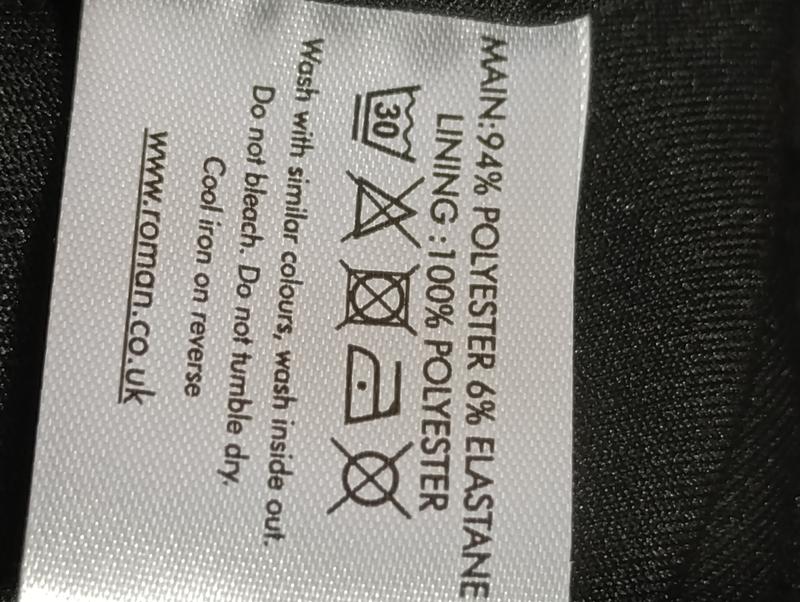 MAIN:94% POLYESTER 6% ELASTANE
LINING :100% POLYESTER
30
Wash with similar colours, wash inside out.
Do not bleach. Do not tumble dry.
Cool iron on reverse
www.roman.co.uk